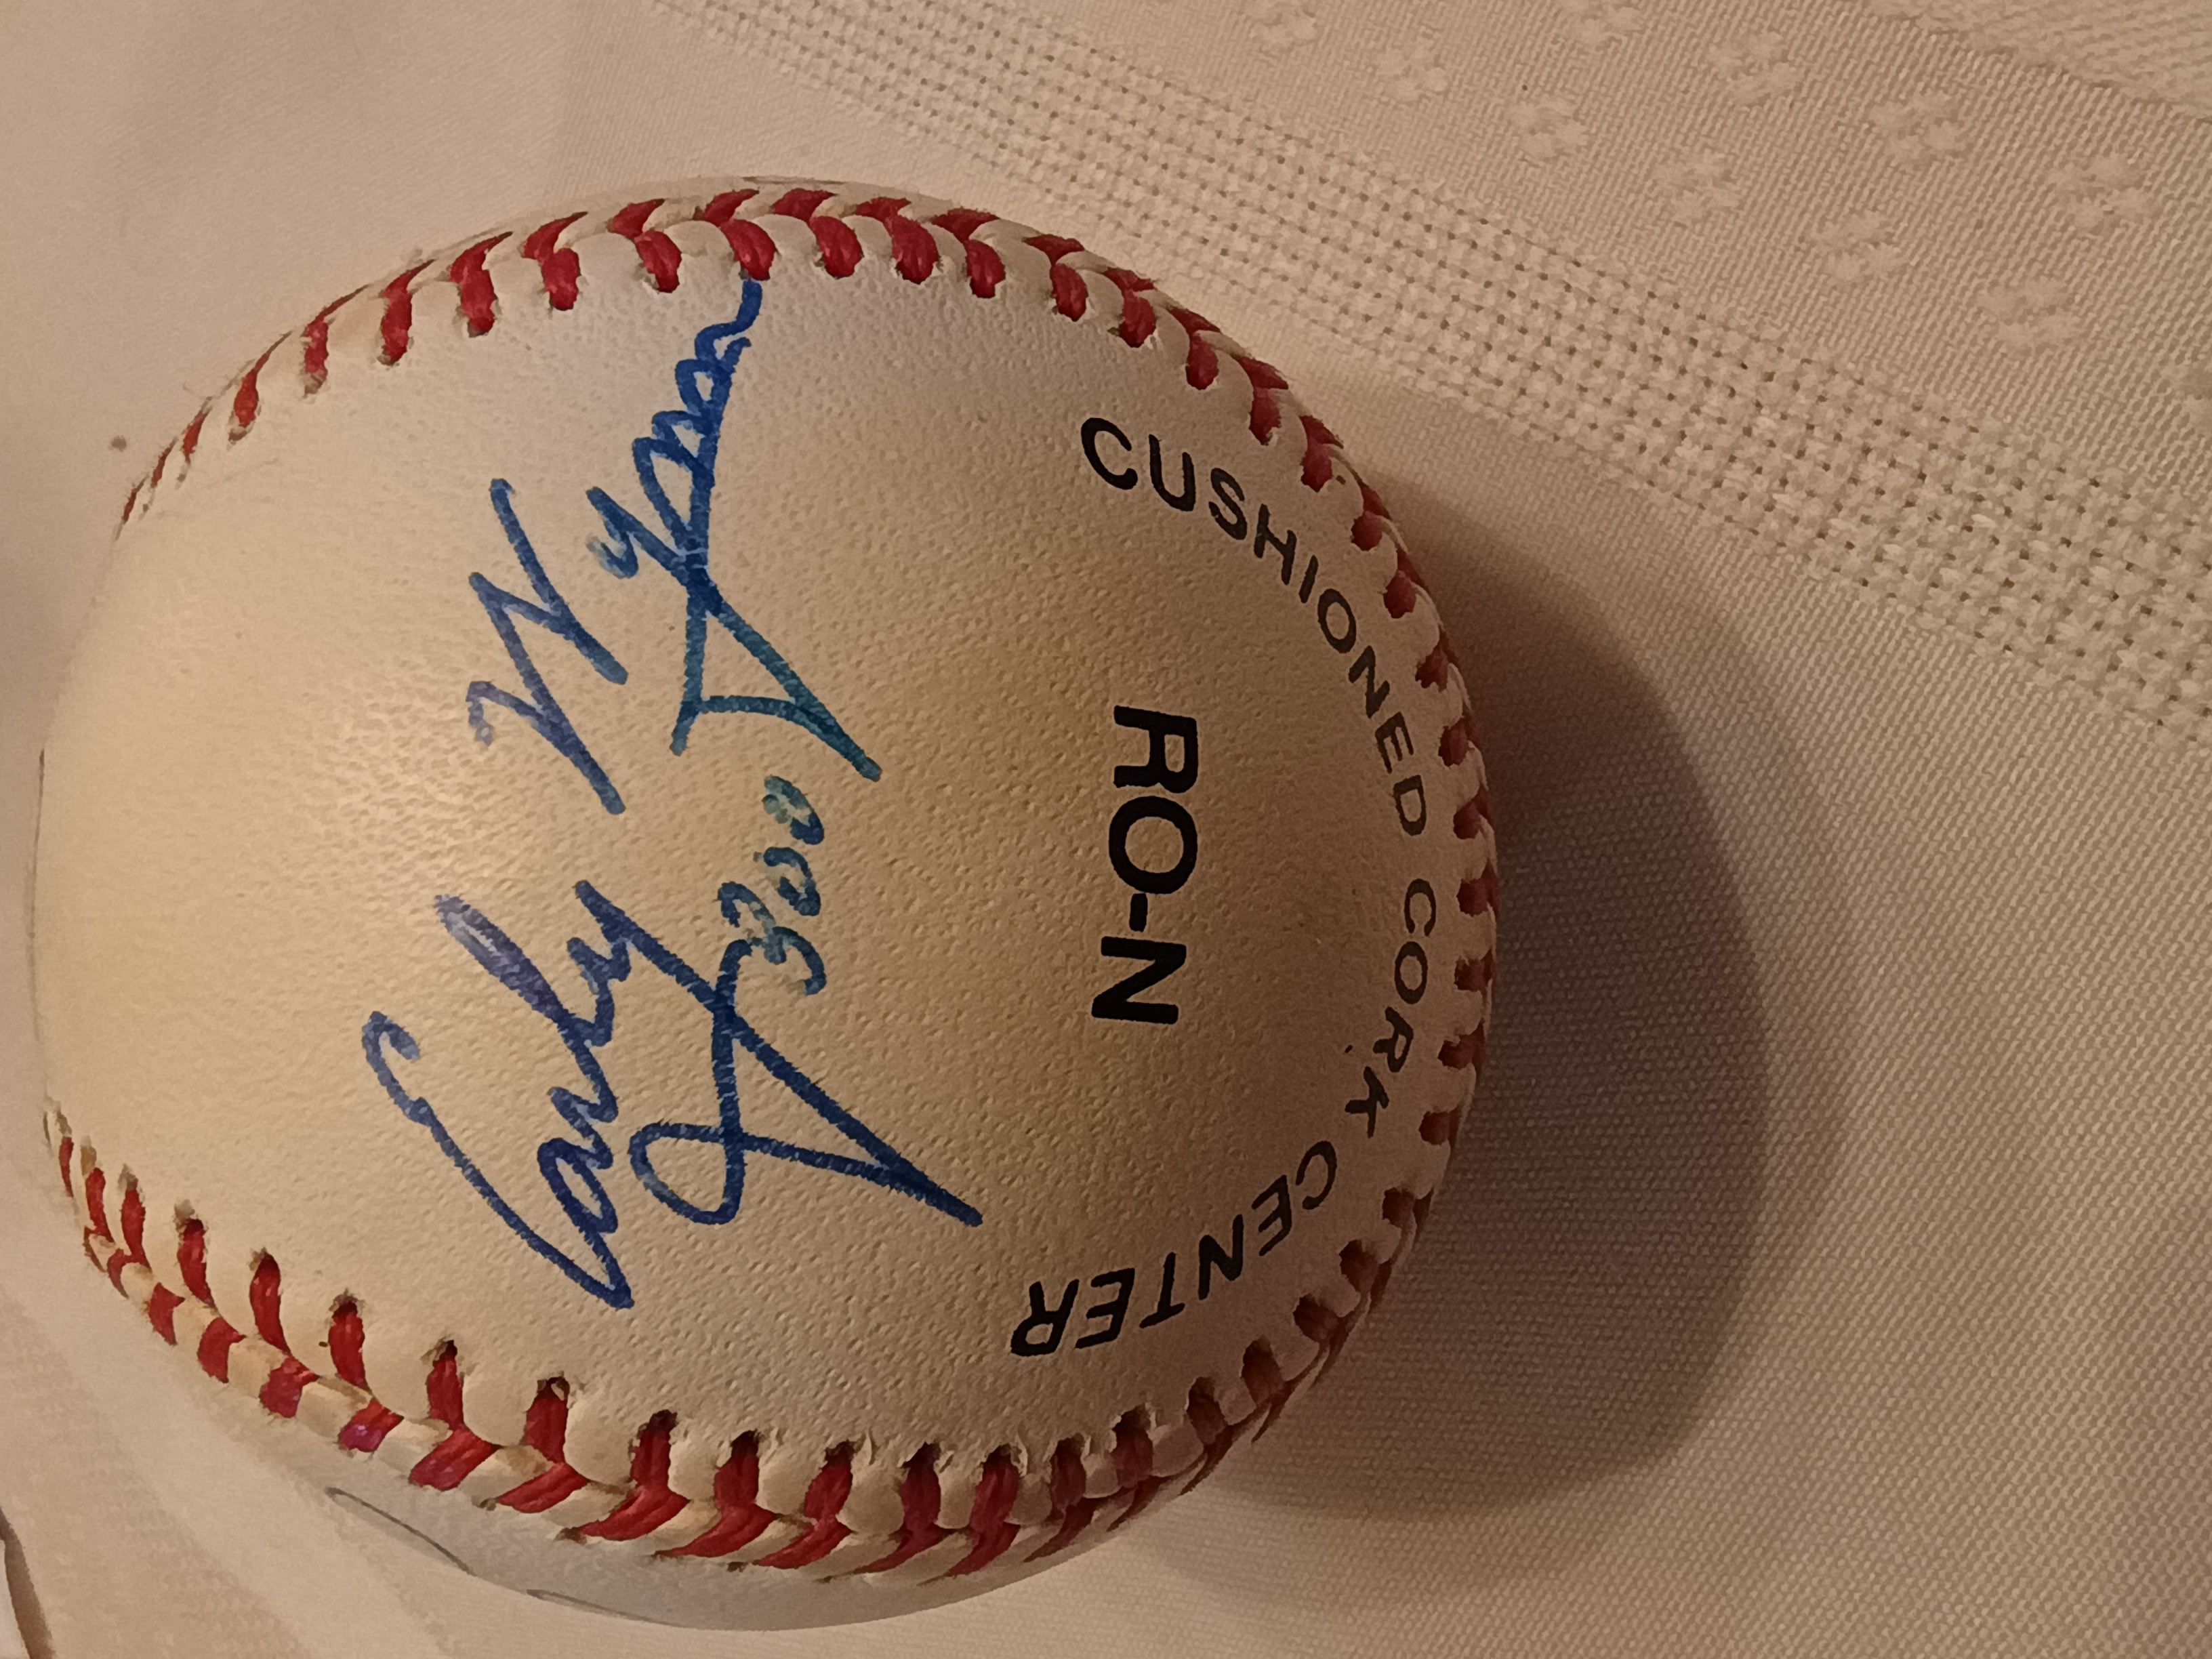 Early Wynn
300
RO-N
CUSHIONED CORK CENTER